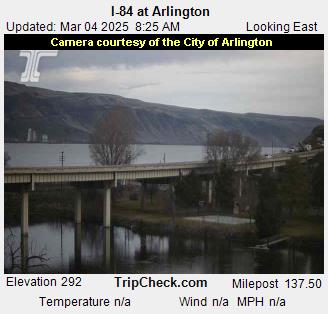 I-84 at Arlington
Updated: Mar 04 2025 8:25 AM Looking East
Camera courtesy of the City of Arlington
Elevation 292 TripCheck.com Milepost 137.50
Temperature n/a Wind n/a MPH n/a